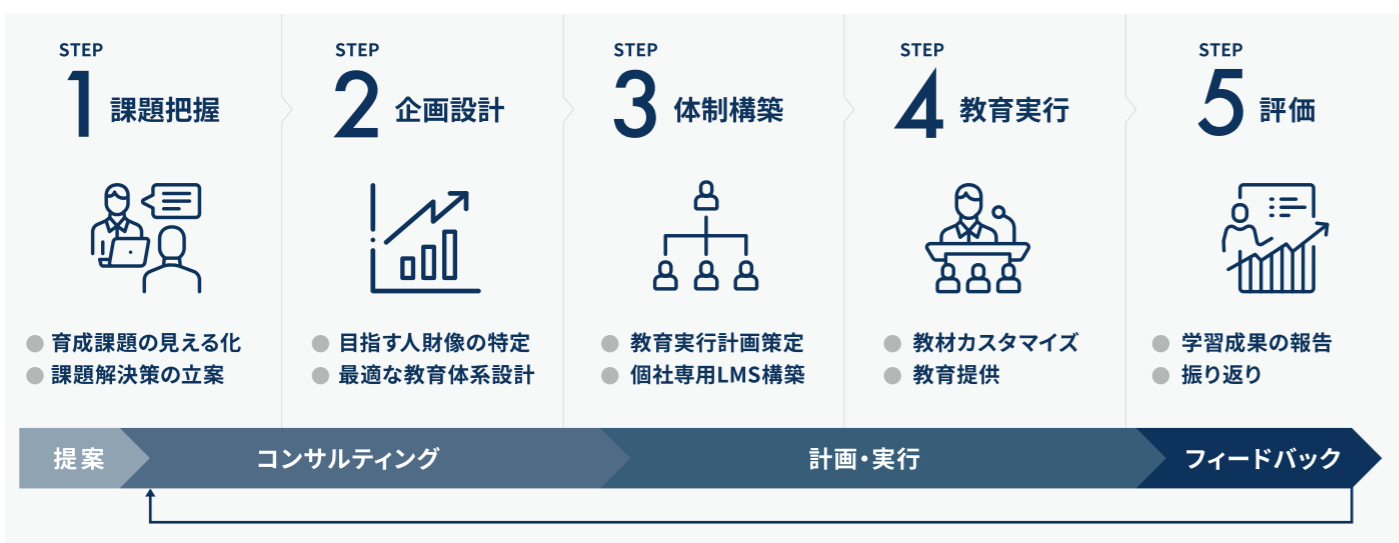 STEP
1 課題把握
育成課題の見える化
課題解決策の立案
STEP
2 企画設計
目指す人財像の特定
最適な教育体系設計
STEP
3 体制構築
教育実行計画策定
個社専用LMS構築
STEP
4 教育実行
教材カスタマイズ
教育提供
STEP
5 評価
学習成果の報告
振り返り
提案
コンサルティング
計画・実行
フィードバック